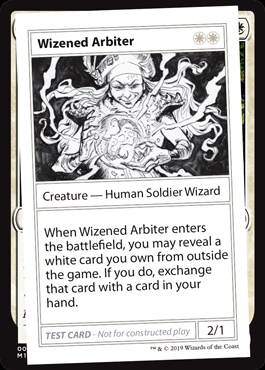 Wizened Arbiter
Creature — Human Soldier Wizard
When Wizened Arbiter enters
the battlefield, you may reveal a
white card you own from outside
the game. If you do, exchange
that card with a card in your
hand.
TEST CARD - Not for constructed play
2/1
™ & © 2019 Wizards of the Coast